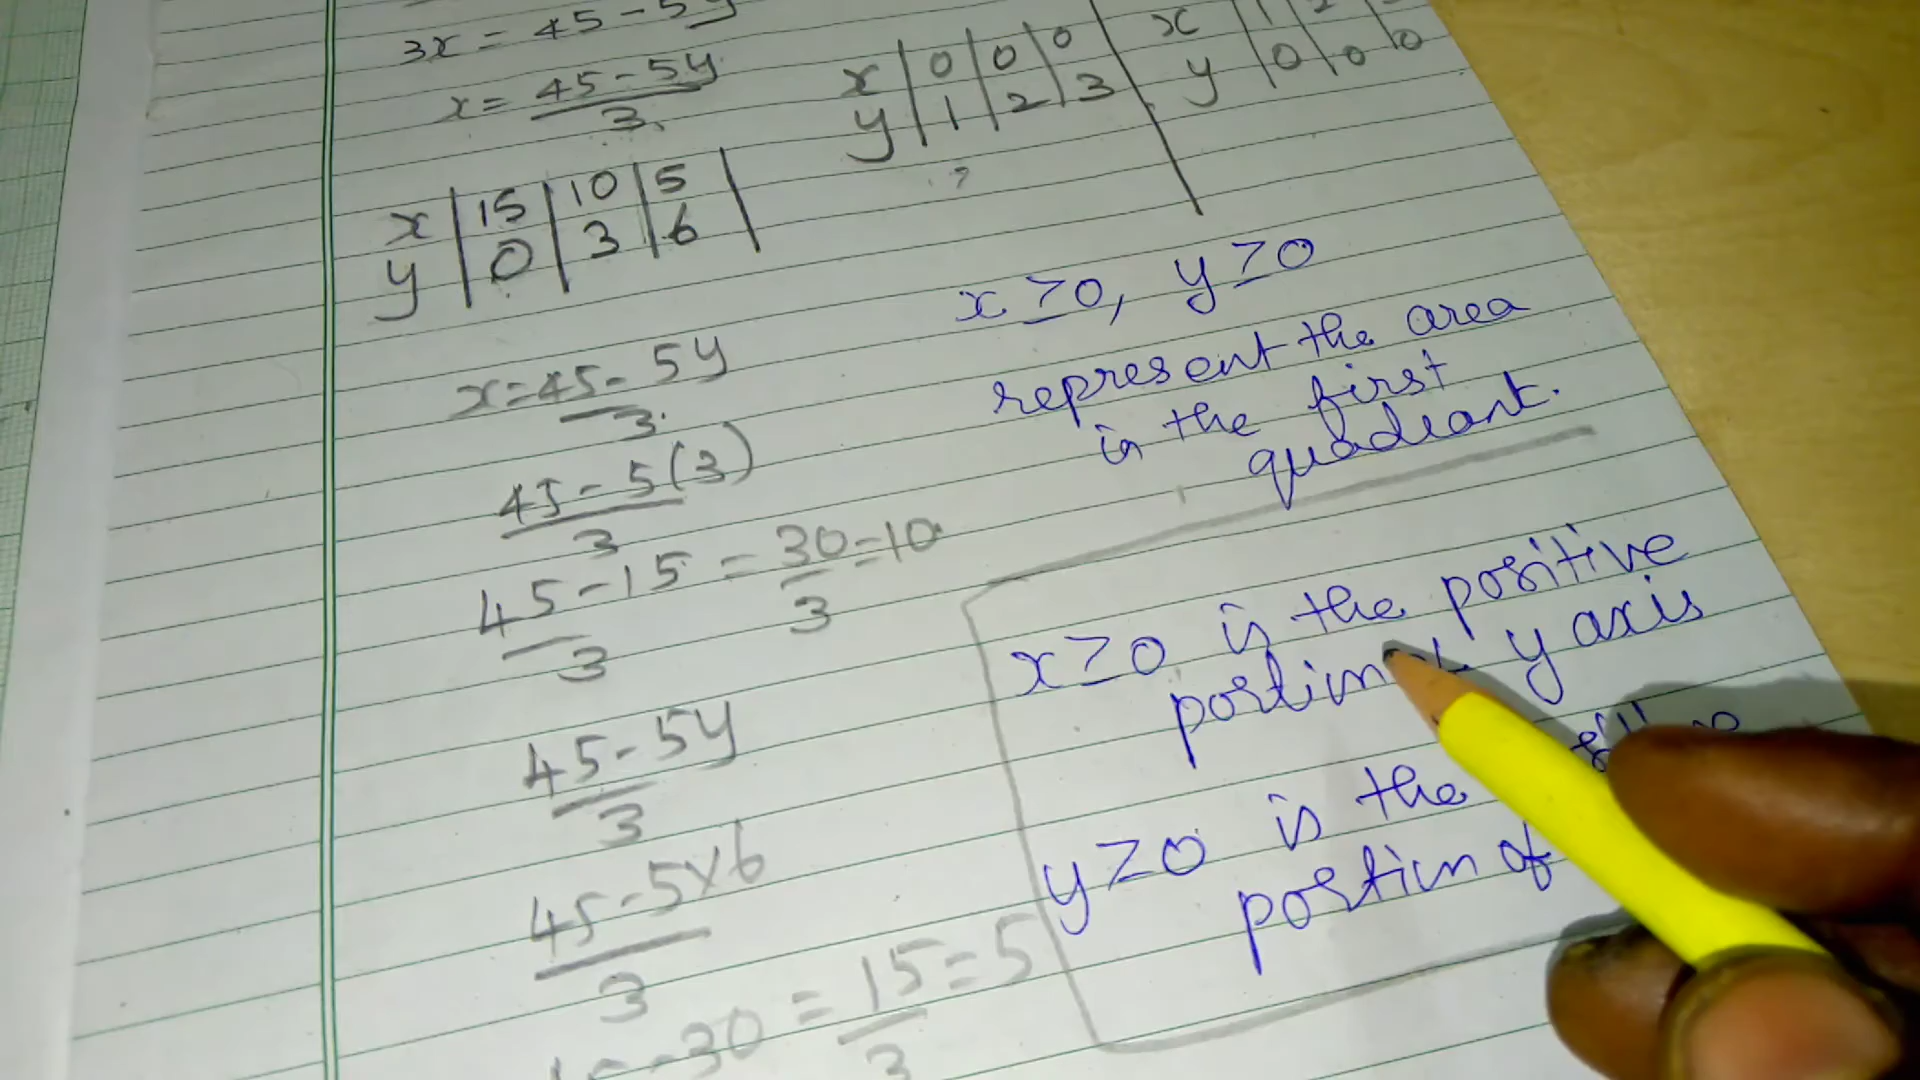 3x = 45-5y
x = 45-5y
3
x | 15 | 10 | 5 |
y | 0 | 3 | 6
x = 45-5y
3
45-5(3)
3
45-15 = 30 = 10
3 3
45-5y
3
45-5x6
3
-30 = 15 = 5
3
x | 0 | 0 | 0
y | 1 | 2 | 3
x | 1 | 2
y | 0 | 0 | 0
x ≥0, y ≥0
represent the area
in the first
quadrant.
x≥0 is the positive
portion y axis
y≥0 is the
portion of